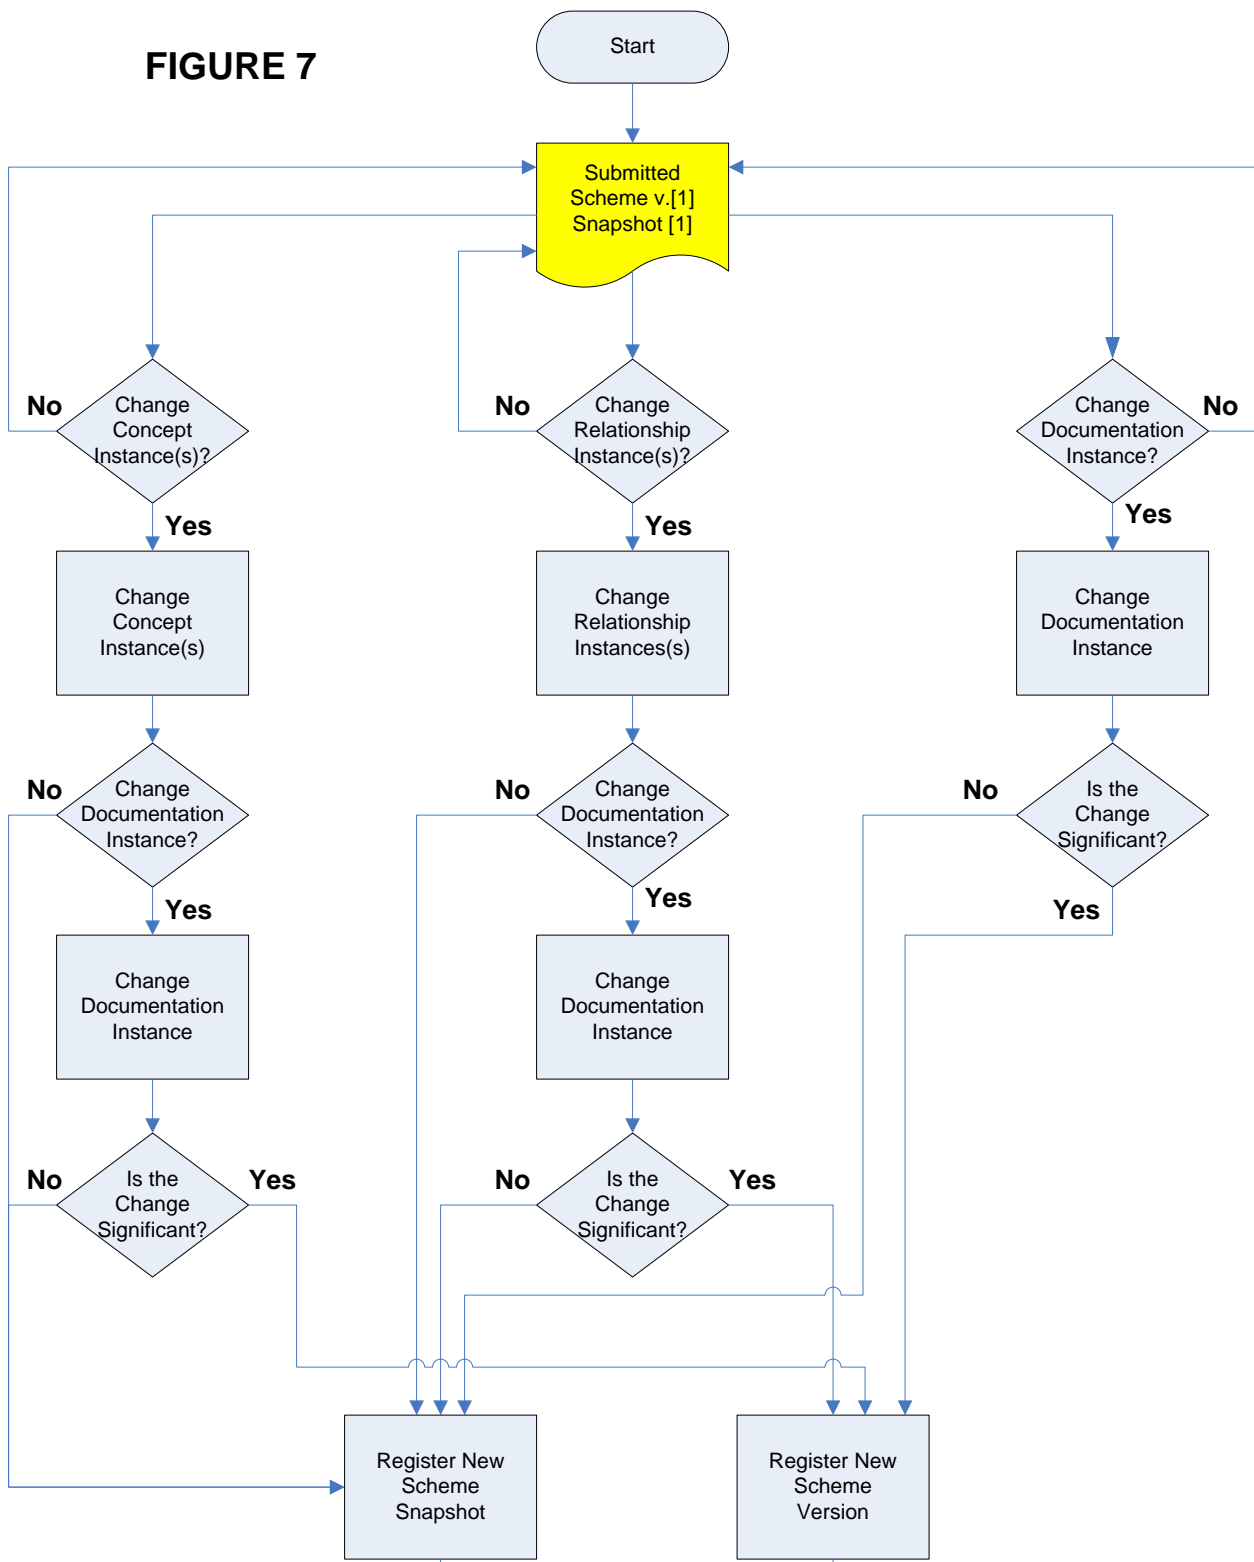 FIGURE 7
Start
Submitted
Scheme v.[1]
Snapshot [1]
No
Change
Concept
Instance(s)?
No
Change
Relationship
Instance(s)?
Change
Documentation
Instance?
No
Yes
Yes
Yes
Change
Concept
Instance(s)
Change
Relationship
Instances(s)
Change
Documentation
Instance
No
Change
Documentation
Instance?
No
Change
Documentation
Instance?
No
Is the
Change
Significant?
Yes
Yes
Yes
Change
Documentation
Instance
Change
Documentation
Instance
No
Is the
Change
Significant?
Yes
No
Is the
Change
Significant?
Yes
Register New
Scheme
Snapshot
Register New
Scheme
Version